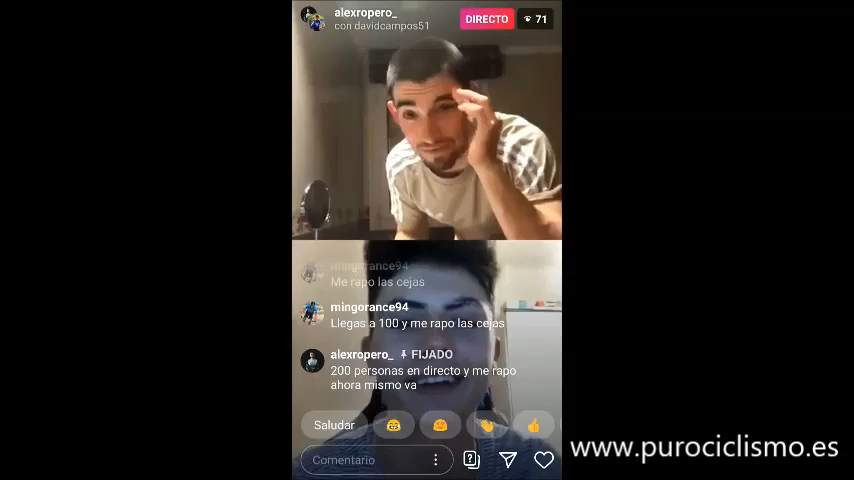 alexropero_
con davidcampos51
DIRECTO
71
mingorance94
Me rapo las cejas
mingorance94
Llegas a 100 y me rapo las cejas
alexropero_ FIJADO
200 personas en directo y me rapo
ahora mismo va
Saludar
Comentario
www.purociclismo.es